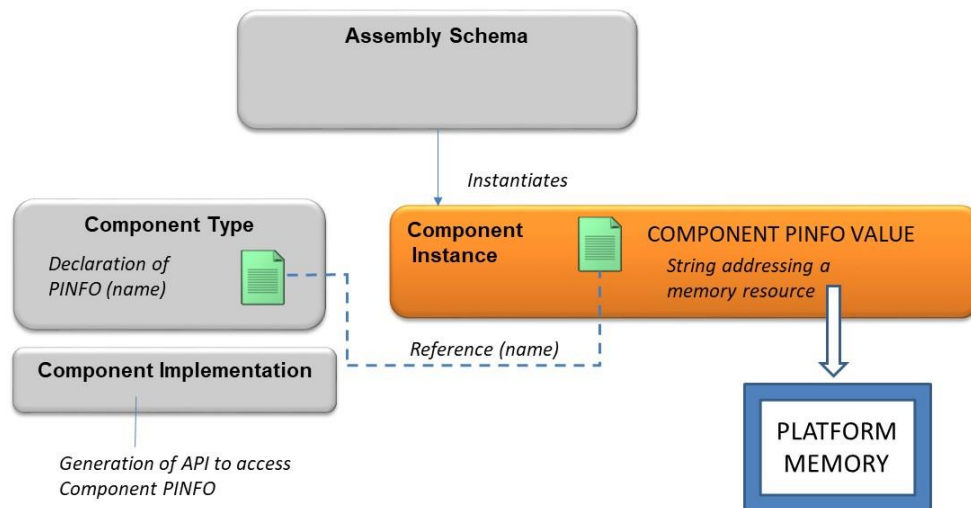 Assembly Schema
Instantiates
Component Type
Declaration of
PINFO (name)
Component
Instance
COMPONENT PINFO VALUE
String addressing a
memory resource
Reference (name)
Component Implementation
Generation of API to access
Component PINFO
PLATFORM
MEMORY